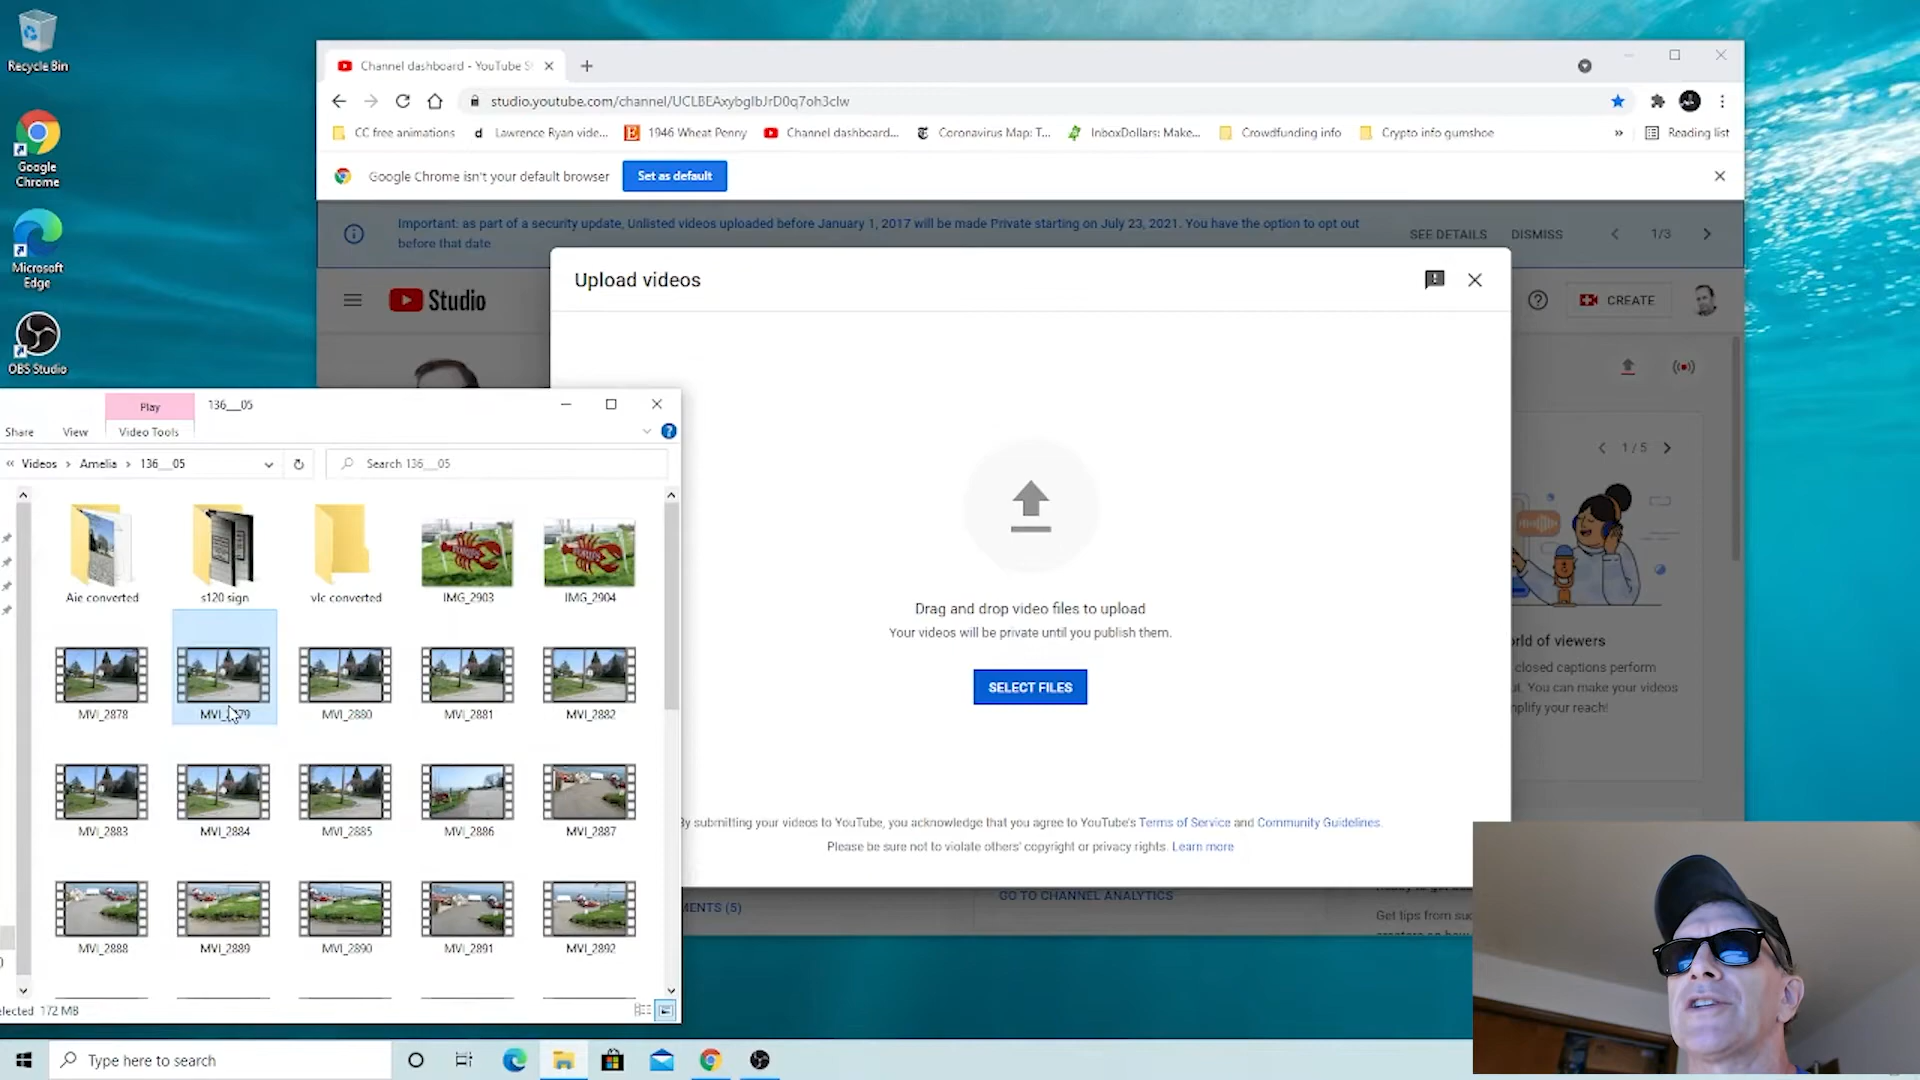 Recycle Bin
Google
Chrome
Microsoft
Edge
OBS Studio
Channel dashboard - YouTube S
studio.youtube.com/channel/UCLBEAxybglbJrD0q7oh3clw
CC free animations
Lawrence Ryan vide...
1946 Wheat Penny
Channel dashboard...
Coronavirus Map: T...
InboxDollars: Make...
Crowdfunding info
Crypto info gumshoe
»
Reading list
Google Chrome isn't your default browser
Set as default
Important: as part of a security update, Unlisted videos uploaded before January 1, 2017 will be made Private starting on July 23, 2021. You have the option to opt out
before that date
SEE DETAILS
DISMISS
1/3
Studio
CREATE
Upload videos
Drag and drop video files to upload
Your videos will be private until you publish them.
SELECT FILES
By submitting your videos to YouTube, you acknowledge that you agree to YouTube's Terms of Service and Community Guidelines.
Please be sure not to violate others' copyright or privacy rights. Learn more
1 / 5
orld of viewers
closed captions perform
ut. You can make your videos
mplify your reach!
MENTS (5)
GO TO CHANNEL ANALYTICS
Get tips from suc
Play
136__05
Share
View
Video Tools
« Videos > Amelia > 136__05
Search 136__05
Aie converted
s120 sign
vlc converted
IMG_2903
IMG_2904
MVI_2878
MVI_2879
MVI_2880
MVI_2881
MVI_2882
MVI_2883
MVI_2884
MVI_2885
MVI_2886
MVI_2887
MVI_2888
MVI_2889
MVI_2890
MVI_2891
MVI_2892
elected 172 MB
Type here to search